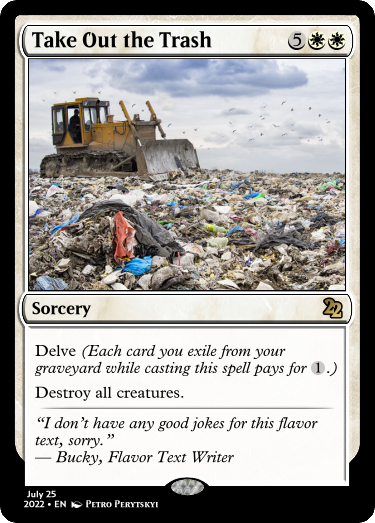 Take Out the Trash 5
Sorcery
Delve (Each card you exile from your
graveyard while casting this spell pays for 1.)
Destroy all creatures.
“I don’t have any good jokes for this flavor
text, sorry.”
— Bucky, Flavor Text Writer
July 25
2022 • EN Petro Perytskyi